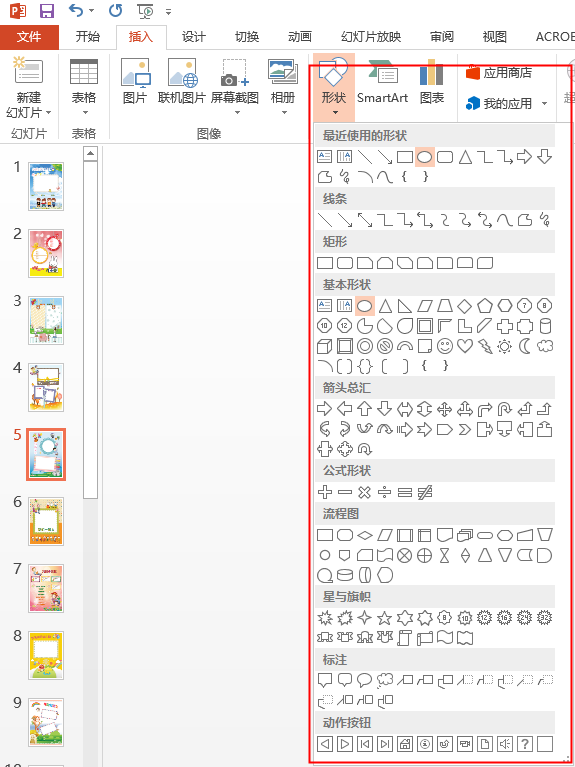 文件 开始 插入 设计 切换 动画 幻灯片放映 审阅 视图 ACROB
新建
幻灯片
表格
图片
联机图片
屏幕截图
相册
形状
SmartArt
图表
应用商店
我的应用
超
幻灯片 表格 图像
最近使用的形状
线条
矩形
基本形状
箭头总汇
公式形状
流程图
星与旗帜
标注
动作按钮
1
2
3
4
5
6
7
8
9